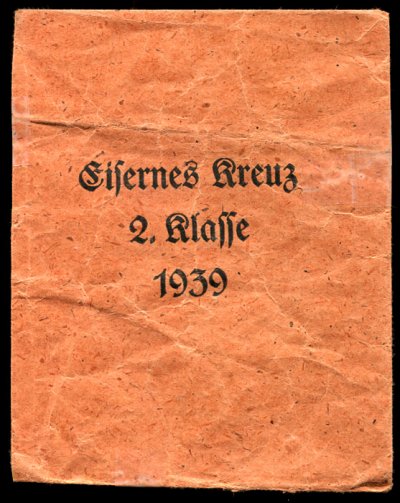 Eisernes Kreuz
2. Klasse
1939